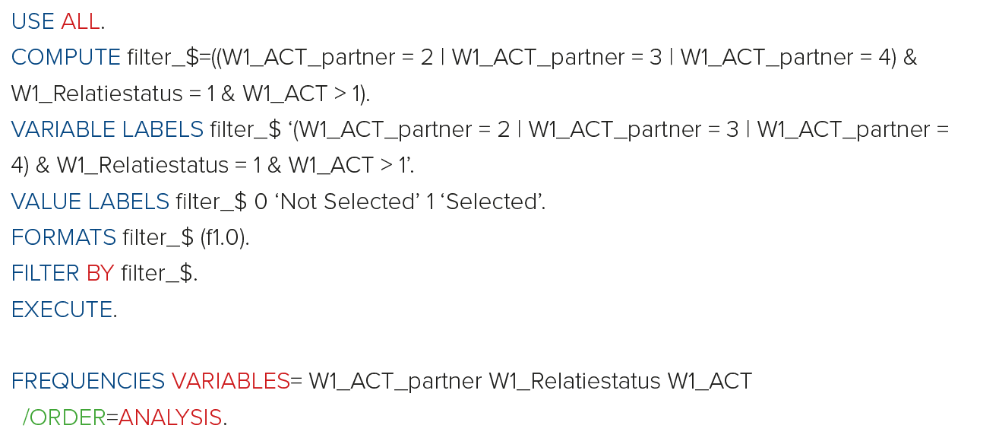 USE ALL.
COMPUTE filter_$=((W1_ACT_partner = 2 | W1_ACT_partner = 3 | W1_ACT_partner = 4) &
W1_Relatiestatus = 1 & W1_ACT > 1).
VARIABLE LABELS filter_$ ‘(W1_ACT_partner = 2 | W1_ACT_partner = 3 | W1_ACT_partner =
4) & W1_Relatiestatus = 1 & W1_ACT > 1’.
VALUE LABELS filter_$ 0 ‘Not Selected’ 1 ‘Selected’.
FORMATS filter_$ (f1.0).
FILTER BY filter_$.
EXECUTE.
FREQUENCIES VARIABLES= W1_ACT_partner W1_Relatiestatus W1_ACT
/ORDER=ANALYSIS.